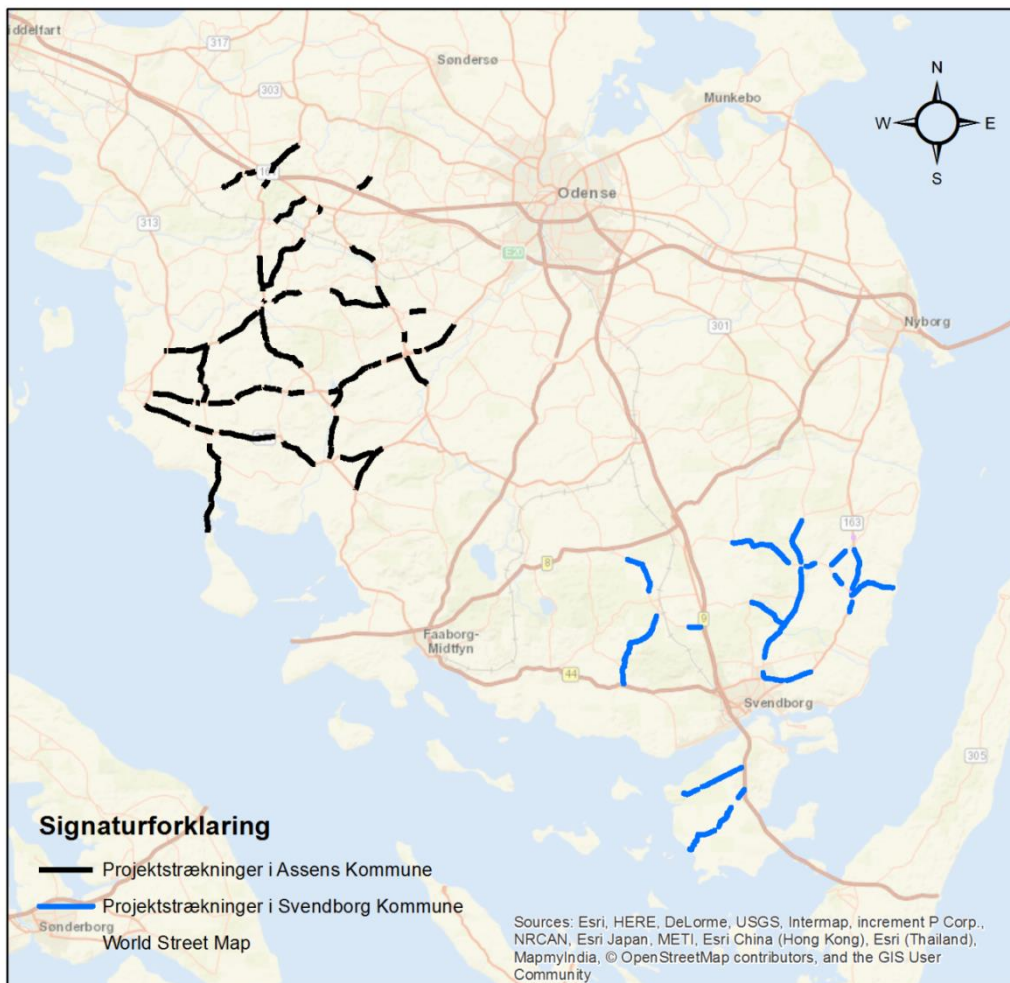 iddelfart
317
Søndersø
303
Munkebo
N
W
E
S
Odense
313
301
Nyborg
163
8
9
Faaborg-
Midtfyn
44
Svendborg
305
Signaturforklaring
Projektstrækninger i Assens Kommune
Projektstrækninger i Svendborg Kommune
World Street Map
Sønderborg
Sources: Esri, HERE, DeLorme, USGS, Intermap, increment P Corp.,
NRCAN, Esri Japan, METI, Esri China (Hong Kong), Esri (Thailand),
MapmyIndia, © OpenStreetMap contributors, and the GIS User
Community